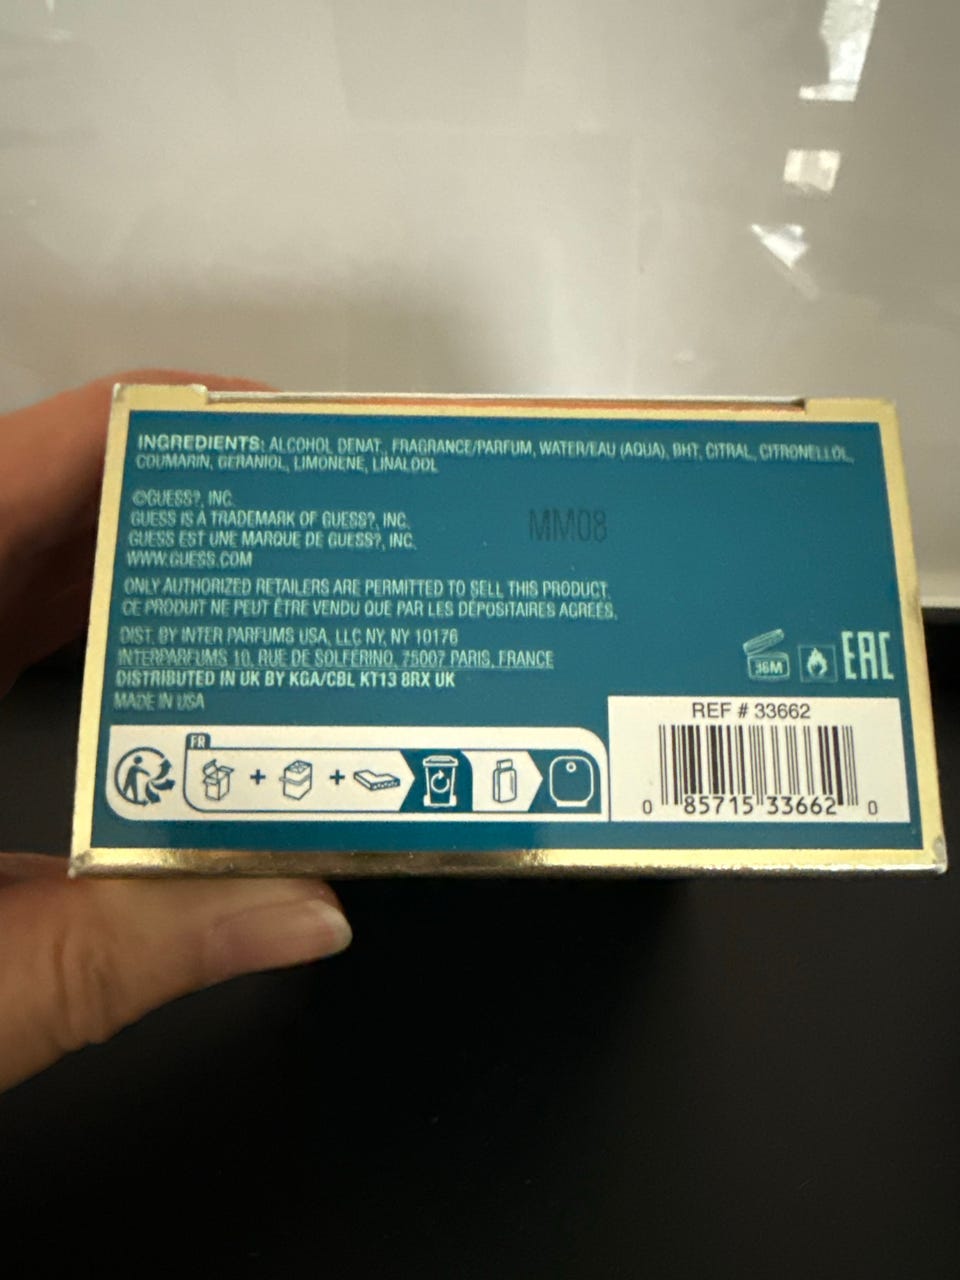 INGREDIENTS: ALCOHOL DENAT., FRAGRANCE/PARFUM, WATER/EAU (AQUA), BHT, CITRAL, CITRONELLOL,
COUMARIN, GERANIOL, LIMONENE, LINALOOL
©GUESS?, INC.
GUESS IS A TRADEMARK OF GUESS?, INC.
GUESS EST UNE MARQUE DE GUESS?, INC.
WWW.GUESS.COM
MM08
ONLY AUTHORIZED RETAILERS ARE PERMITTED TO SELL THIS PRODUCT.
CE PRODUIT NE PEUT ÊTRE VENDU QUE PAR LES DÉPOSITAIRES AGRÉÉS.
DIST. BY INTER PARFUMS USA, LLC NY, NY 10176
INTERPARFUMS 10, RUE DE SOLFERINO, 75007 PARIS, FRANCE
DISTRIBUTED IN UK BY KGA/CBL KT13 8RX UK
MADE IN USA
36M
EAC
FR
+ +
REF # 33662
0 85715 33662 0